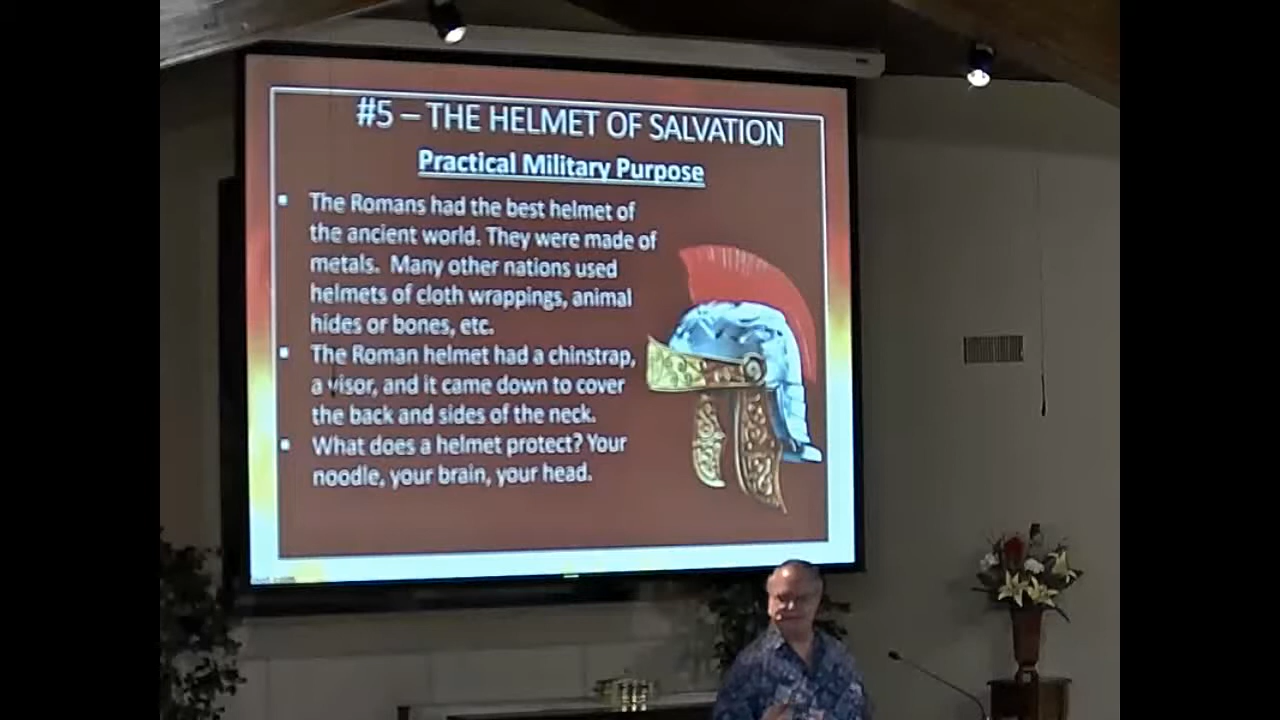 #5 – THE HELMET OF SALVATION
Practical Military Purpose
▪ The Romans had the best helmet of
the ancient world. They were made of
metals.  Many other nations used
helmets of cloth wrappings, animal
hides or bones, etc.
▪ The Roman helmet had a chinstrap,
a visor, and it came down to cover
the back and sides of the neck.
▪ What does a helmet protect? Your
noodle, your brain, your head.